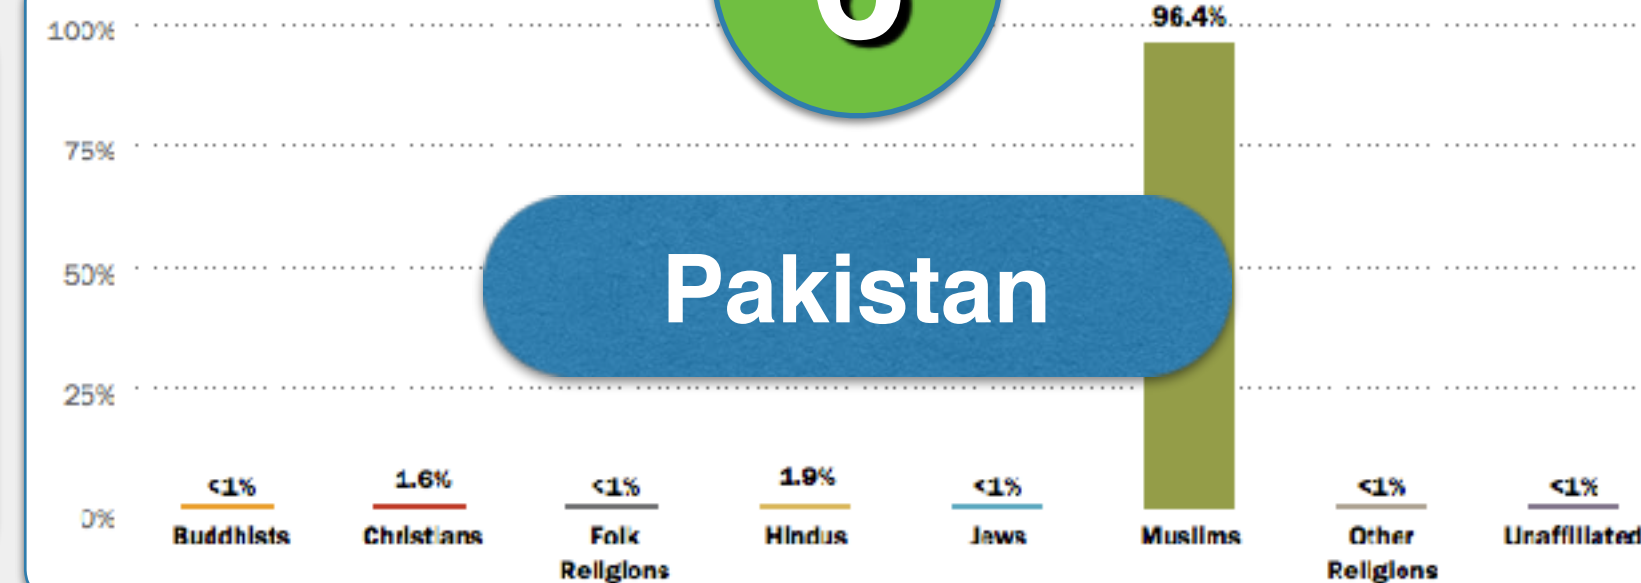 6
100%
96.4%
75%
50%
Pakistan
25%
0%
<1%
1.6%
<1%
1.9%
<1%
<1%
<1%
Buddhists
Christians
Folk
Religions
Hindus
Jews
Muslims
Other
Religions
Unaffiliated